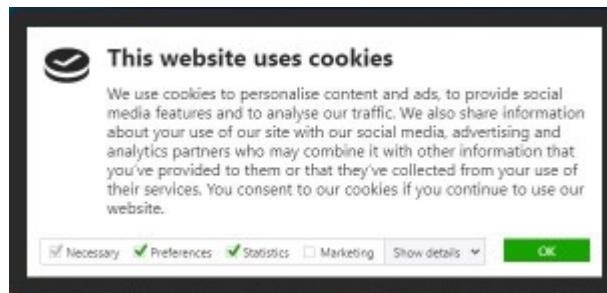 This website uses cookies
We use cookies to personalise content and ads, to provide social
media features and to analyse our traffic. We also share information
about your use of our site with our social media, advertising and
analytics partners who may combine it with other information that
you've provided to them or that they've collected from your use of
their services. You consent to our cookies if you continue to use our
website.
Necessary Preferences Statistics Marketing Show details OK